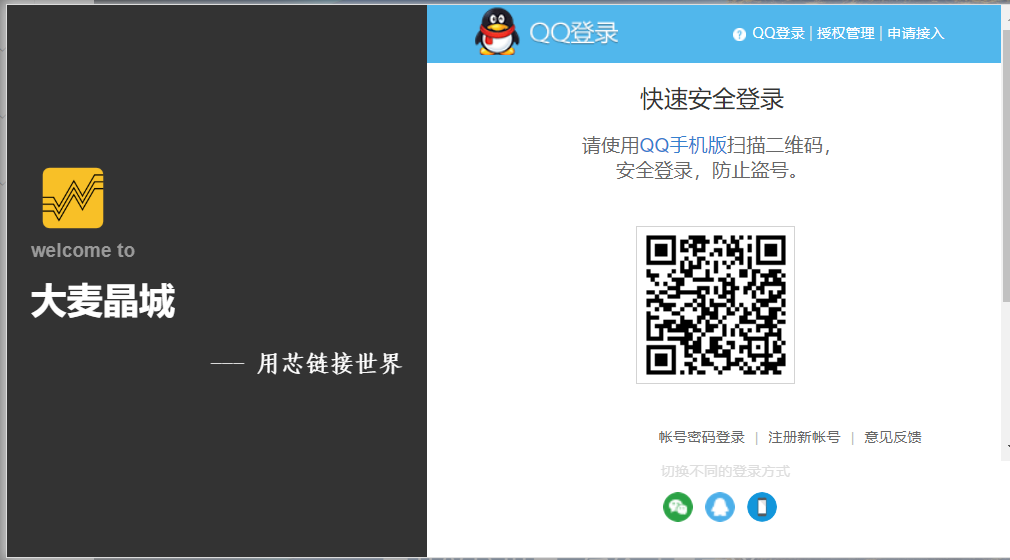 welcome to
大麦晶城
--- 用芯链接世界
QQ登录
? QQ登录 | 授权管理 | 申请接入
快速安全登录
请使用QQ手机版扫描二维码，
安全登录，防止盗号。
帐号密码登录 | 注册新帐号 | 意见反馈
切换不同的登录方式